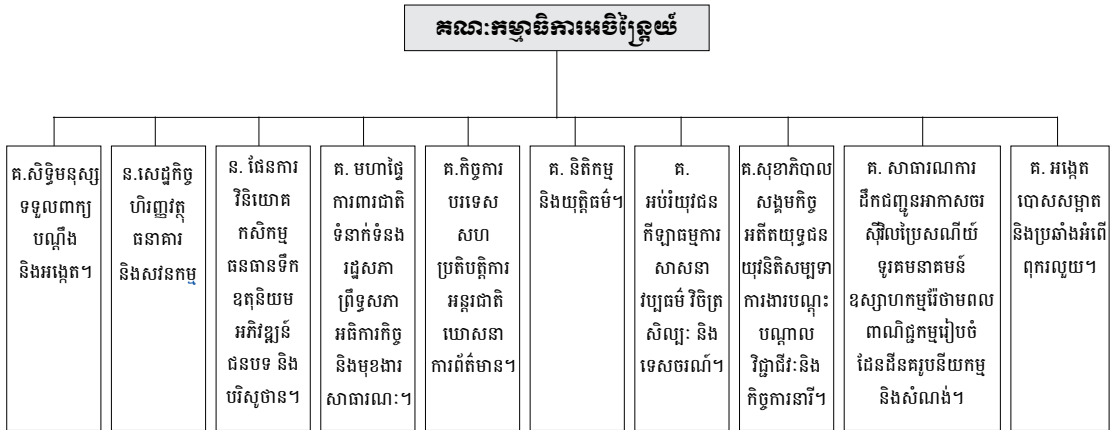 គណៈកម្មាធិការអចិន្ត្រៃយ៍
គ.សិទ្ធិមនុស្ស
ទទួលពាក្យ
បណ្ដឹង
និងអង្កេត។
ន.សេដ្ឋកិច្ច
ហិរញ្ញវត្ថុ
ធនាគារ
និងសវនកម្ម
ន. ផែនការ
វិនិយោគ
កសិកម្ម
ធនធានទឹក
ឧតុនិយម
អភិវឌ្ឍន៍
ជនបទ និង
បរិស្ថាន។
គ. មហាផ្ទៃ
ការពារជាតិ
ទំនាក់ទំនង
រដ្ឋសភា
ព្រឹទ្ធសភា
អធិការកិច្ច
និងមុខងារ
សាធារណៈ។
គ.កិច្ចការ
បរទេស
សហ
ប្រតិបត្តិការ
អន្តរជាតិ
ឃោសនា
ការព័ត៌មាន។
គ. និតិកម្ម
និងយុត្តិធម៌។
គ.
អប់រំយុវជន
កីឡាធម្មការ
សាសនា
វប្បធម៌ វិចិត្រ
សិល្បៈ និង
ទេសចរណ៍។
គ.សុខាភិបាល
សង្គមកិច្ច
អតីតយុទ្ធជន
យុវនិតិសម្បទា
ការងារបណ្តុះ
បណ្តាល
វិជ្ជាជីវៈនិង
កិច្ចការនារី។
គ. សាធារណការ
ដឹកជញ្ជូនអាកាសចរ
ស៊ីវិលប្រៃសណីយ៍
ទូរគមនាគមន៍
ឧស្សាហកម្មរ៉ែថាមពល
ពាណិជ្ជកម្មរៀបចំ
ដែនដីនគរូបនីយកម្ម
និងសំណង់។
គ. អង្កេត
បោសសម្អាត
និងប្រឆាំងអំពើ
ពុករលួយ។